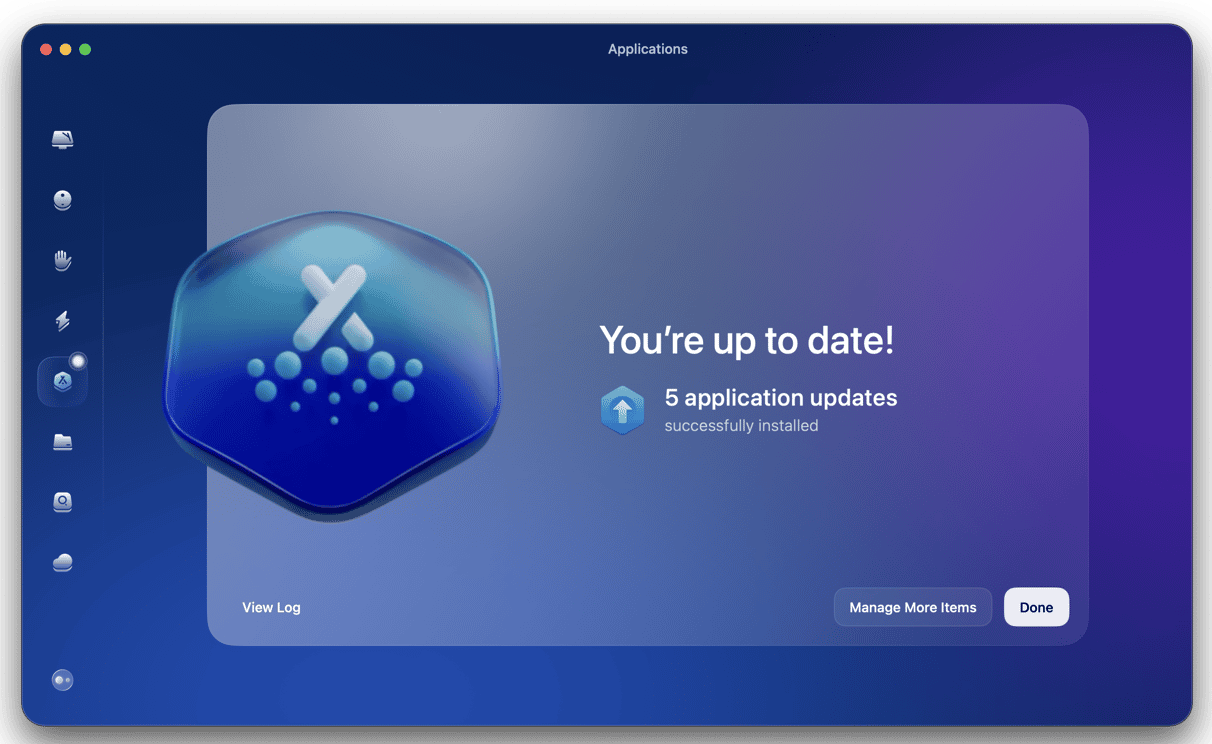 Applications
You’re up to date!
5 application updates
successfully installed
View Log
Manage More Items
Done